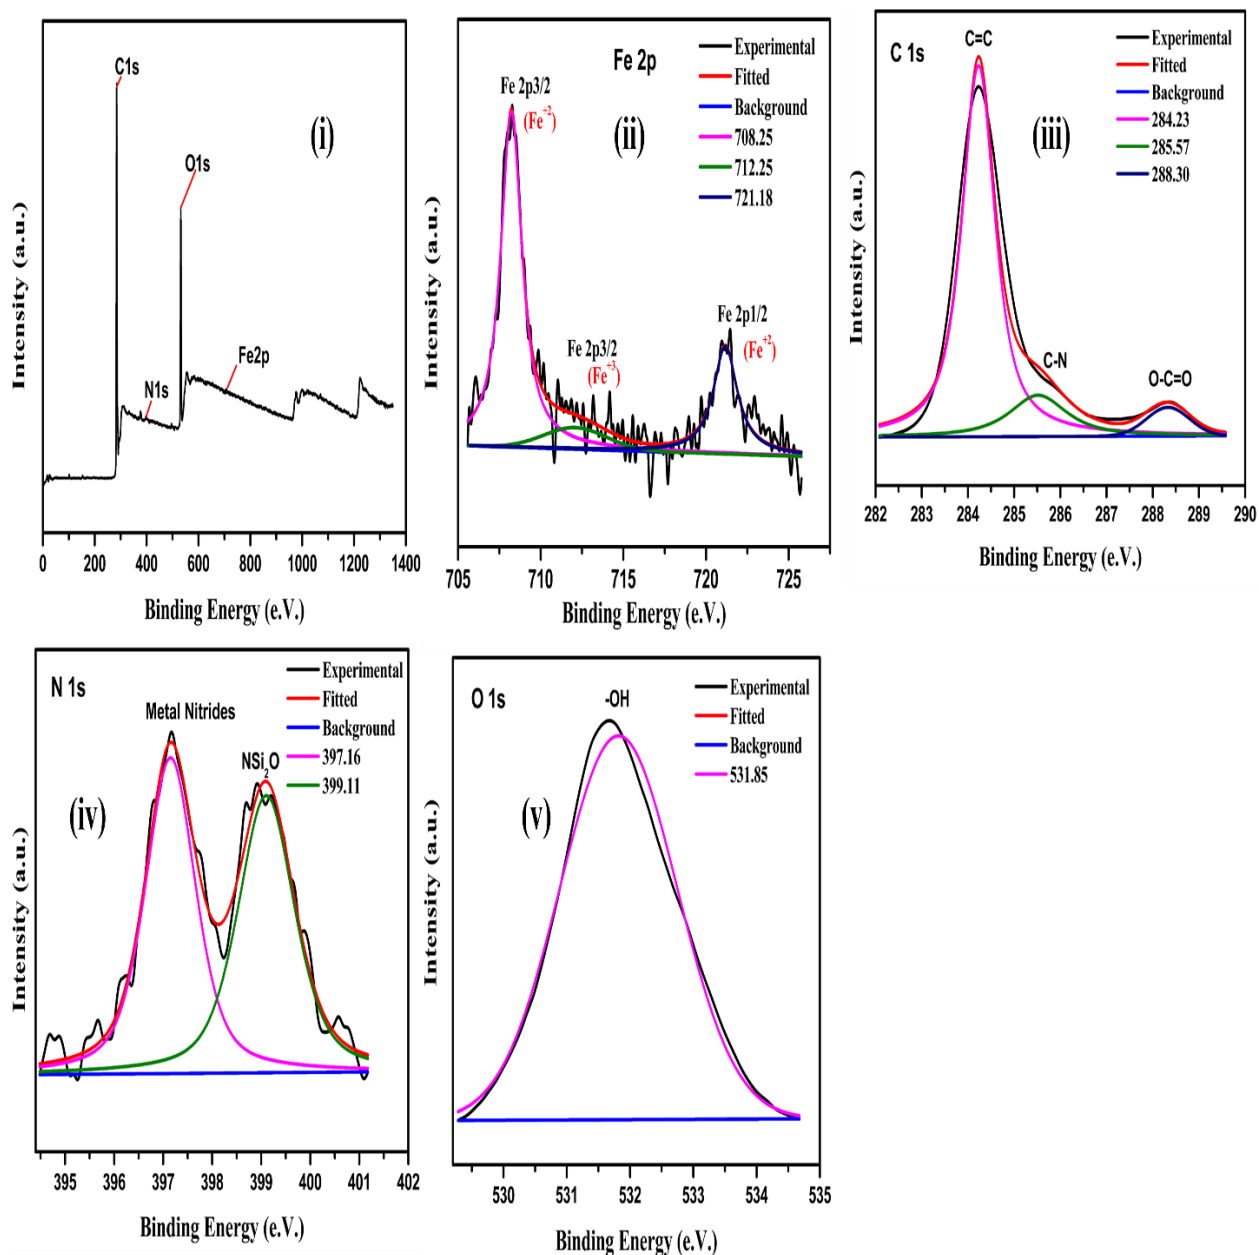 C1s
O1s
N1s
Fe2p
(i)
Intensity (a.u.)
0 200 400 600 800 1000 1200 1400
Binding Energy (e.V.)
Fe 2p
Experimental
Fitted
Background
708.25
712.25
721.18
Fe 2p3/2
(Fe⁺²)
(ii)
Fe 2p3/2
(Fe⁺³)
Fe 2p1/2
(Fe⁺²)
Intensity (a.u.)
705 710 715 720 725
Binding Energy (e.V.)
C 1s
C=C
Experimental
Fitted
Background
284.23
285.57
288.30
(iii)
C-N
O-C=O
Intensity (a.u.)
282 283 284 285 286 287 288 289 290
Binding Energy (e.V.)
N 1s
Experimental
Fitted
Background
397.16
399.11
Metal Nitrides
NSi₂O
(iv)
Intensity (a.u.)
395 396 397 398 399 400 401 402
Binding Energy (e.V.)
O 1s
-OH
Experimental
Fitted
Background
531.85
(v)
Intensity (a.u.)
530 531 532 533 534 535
Binding Energy (e.V.)